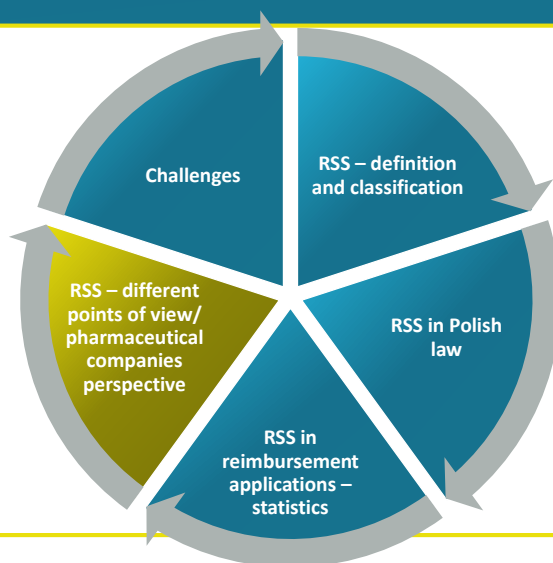 Challenges
RSS – definition
and classification
RSS in Polish
law
RSS in
reimbursement
applications –
statistics
RSS – different
points of view/
pharmaceutical
companies
perspective